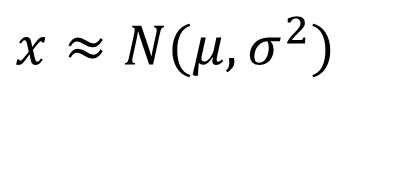 x ≈ N(μ, σ²)